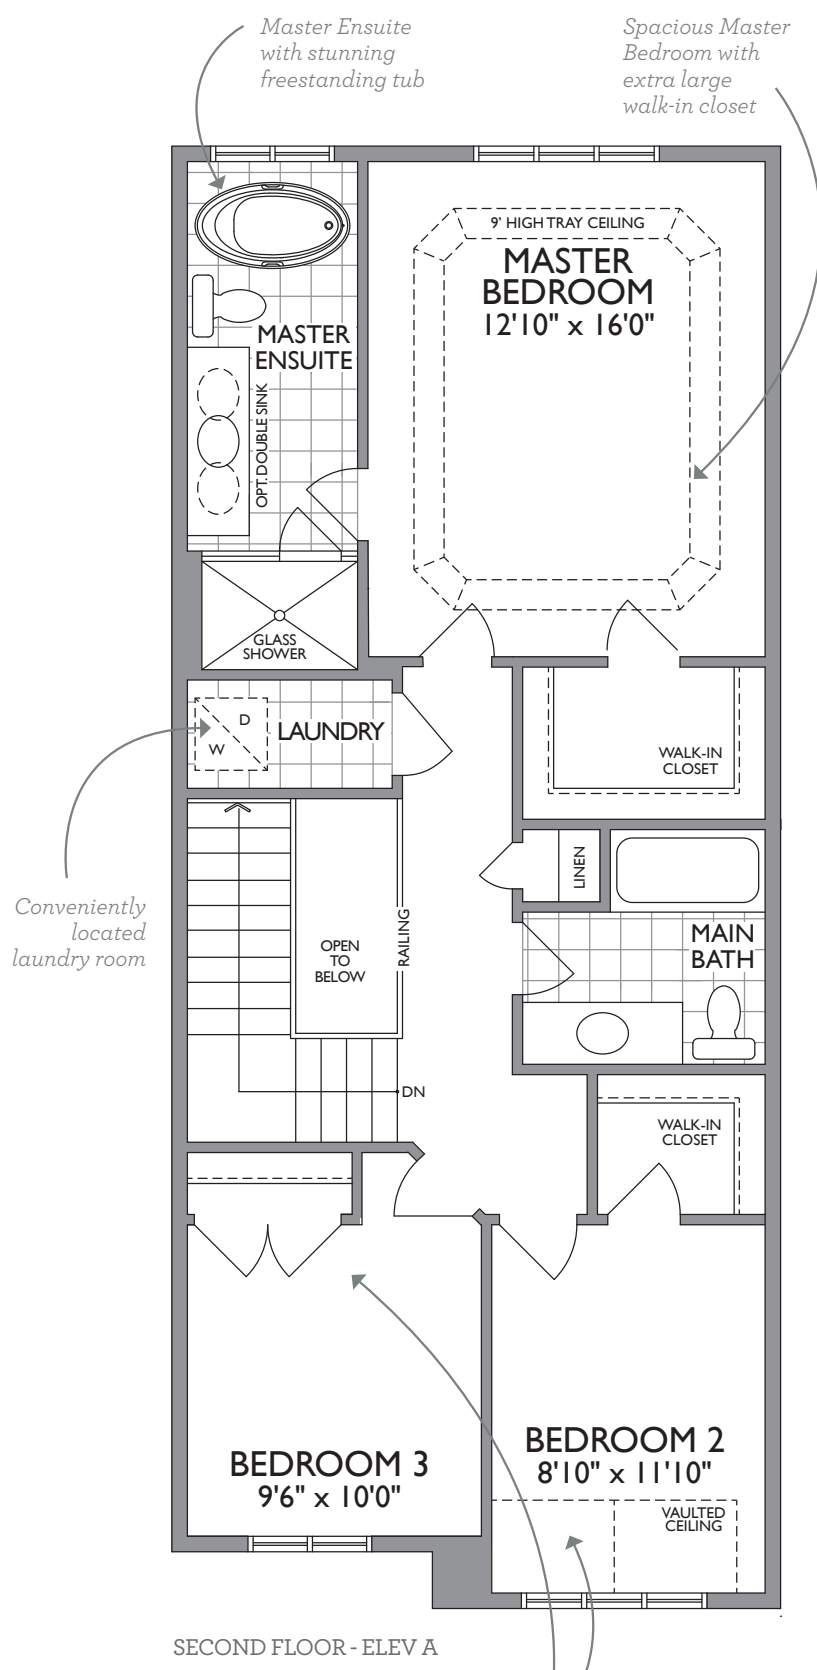 Master Ensuite
with stunning
freestanding tub
Spacious Master
Bedroom with
extra large
walk-in closet
9' HIGH TRAY CEILING
MASTER
BEDROOM
12'10" x 16'0"
MASTER
ENSUITE
OPT. DOUBLE SINK
GLASS
SHOWER
D
W
LAUNDRY
WALK-IN
CLOSET
LINEN
Conveniently
located
laundry room
OPEN
TO
BELOW
RAILING
MAIN
BATH
DN
WALK-IN
CLOSET
BEDROOM 3
9'6" x 10'0"
BEDROOM 2
8'10" x 11'10"
VAULTED
CEILING
SECOND FLOOR - ELEV A